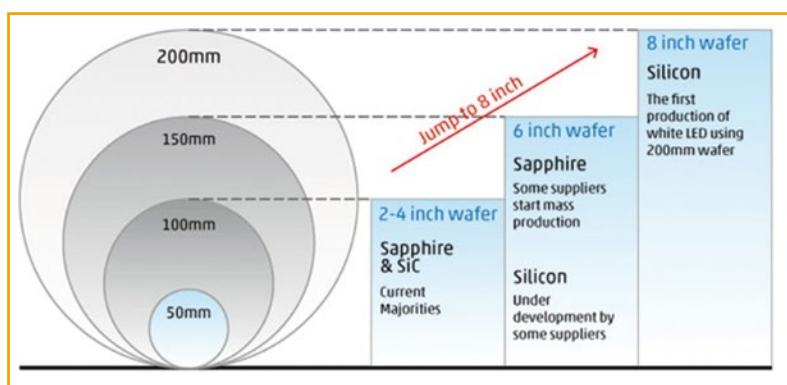 200mm
150mm
100mm
50mm
Jump to 8 inch
2-4 inch wafer
Sapphire
& SiC
Current
Majorities
6 inch wafer
Sapphire
Some suppliers
start mass
production
Silicon
Under
development by
some suppliers
8 inch wafer
Silicon
The first
production of
white LED using
200mm wafer